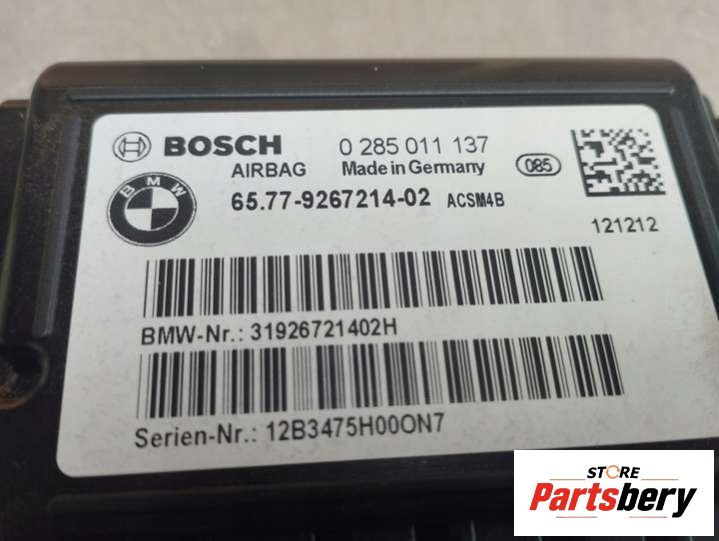 BOSCH 0 285 011 137
AIRBAG Made in Germany 085
BMW
65.77-9267214-02 ACSM4B
121212
BMW-Nr.: 31926721402H
Serien-Nr.: 12B3475H00ON7
STORE
Partsbery